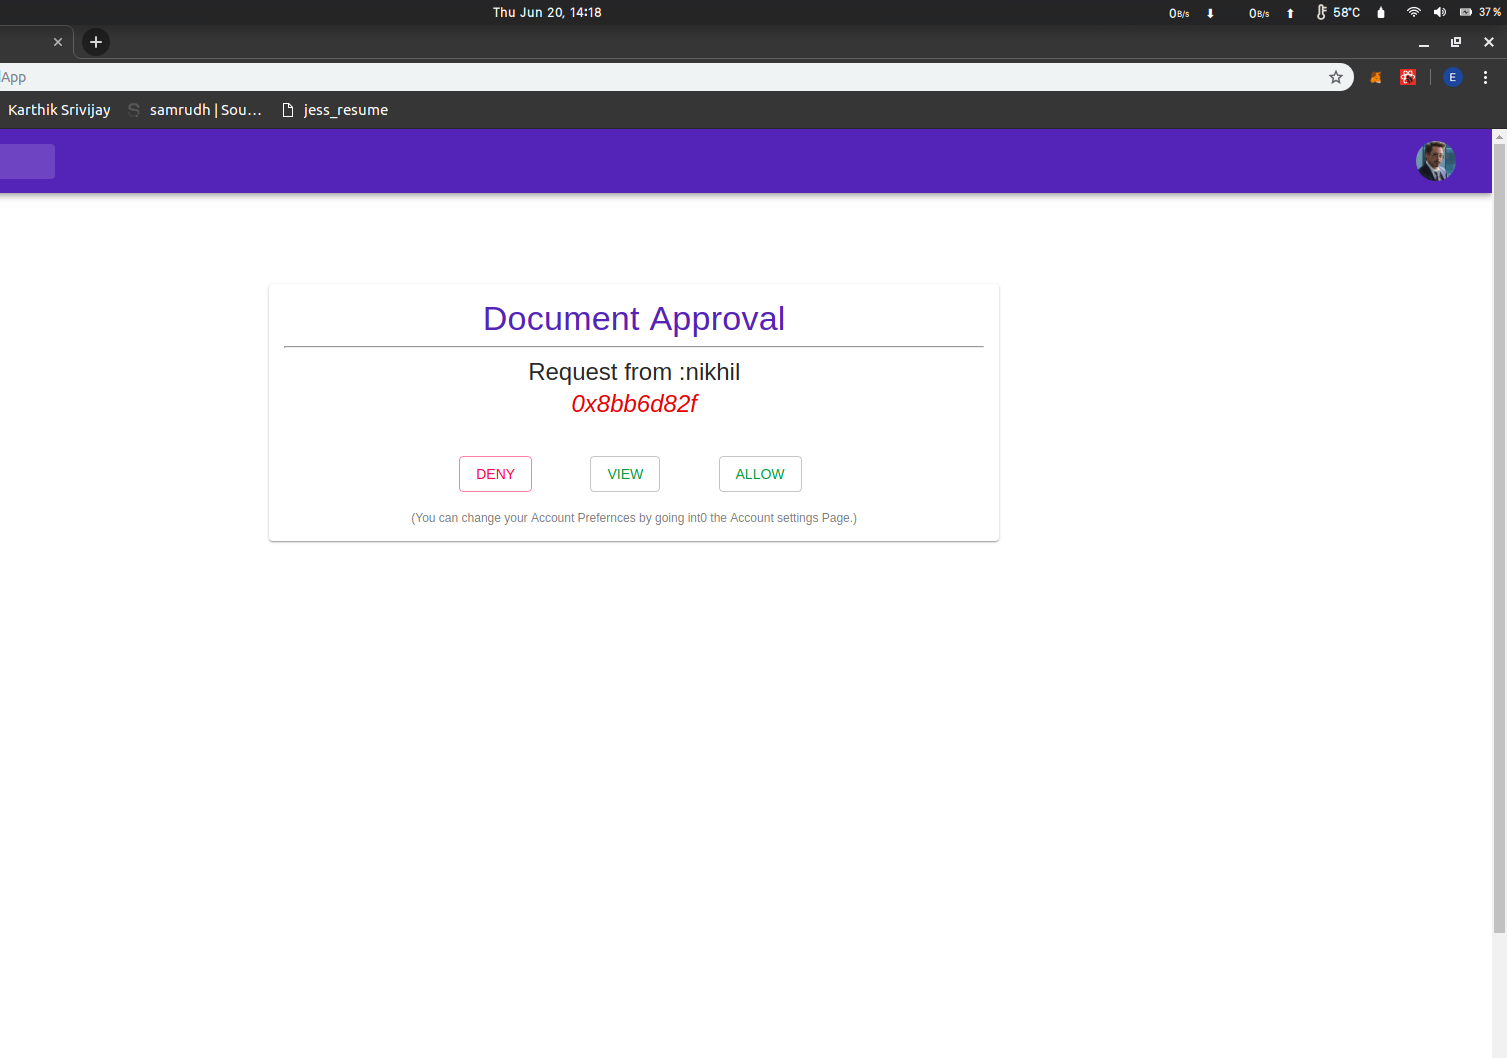 Thu Jun 20, 14:18
0B/s 0B/s 58°C 37%
App
E
Karthik Srivijay samrudh | Sou... jess_resume
Document Approval
Request from :nikhil
0x8bb6d82f
DENY VIEW ALLOW
(You can change your Account Prefernces by going int0 the Account settings Page.)